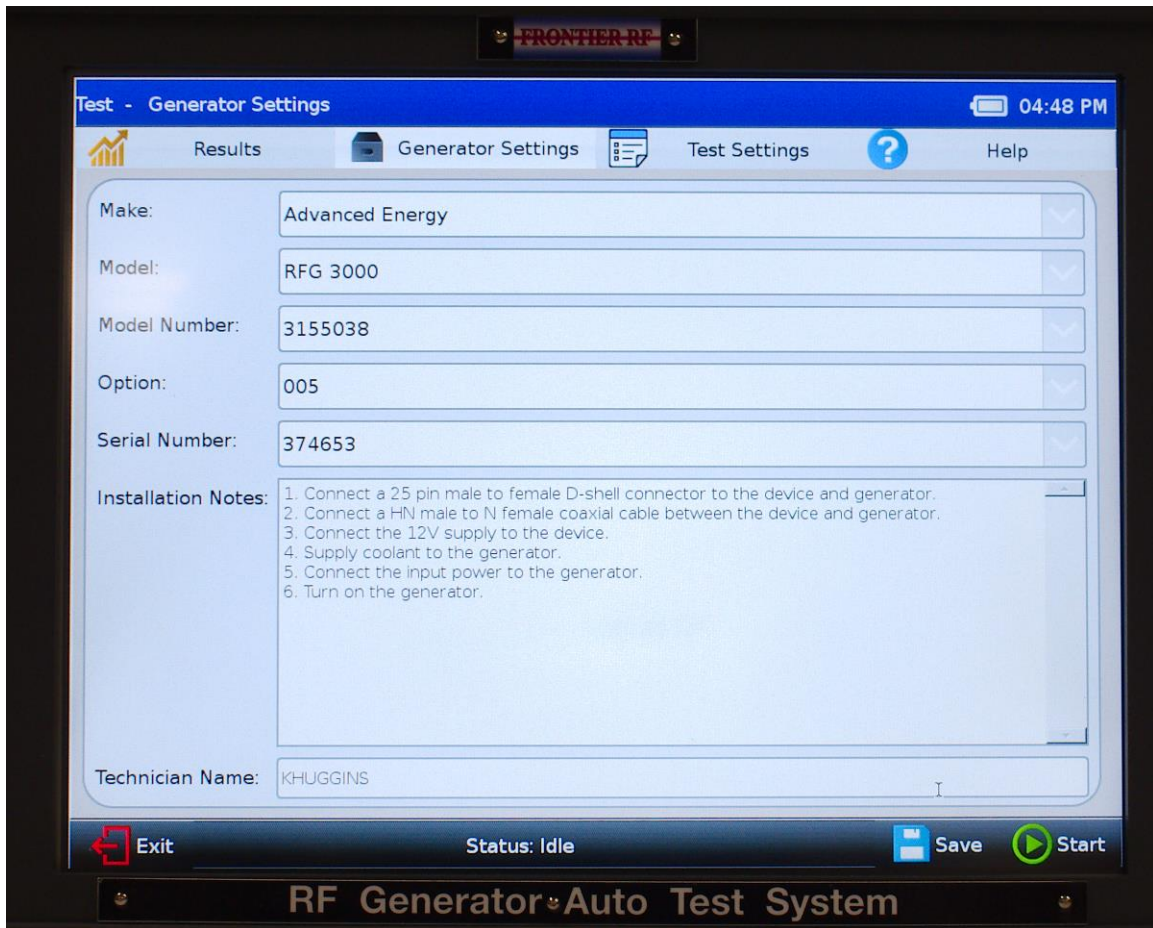 FRONTIER RF
Test - Generator Settings
04:48 PM
Results
Generator Settings
Test Settings
?
Help
Make:
Advanced Energy
Model:
RFG 3000
Model Number:
3155038
Option:
005
Serial Number:
374653
Installation Notes:
1. Connect a 25 pin male to female D-shell connector to the device and generator.
2. Connect a HN male to N female coaxial cable between the device and generator.
3. Connect the 12V supply to the device.
4. Supply coolant to the generator.
5. Connect the input power to the generator.
6. Turn on the generator.
Technician Name:
KHUGGINS
Exit
Status: Idle
Save
Start
RF Generator Auto Test System